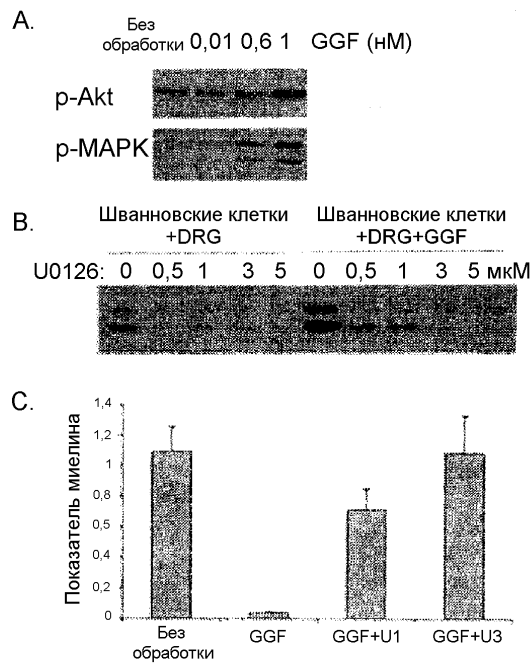 A.
Без
обработки 0,01 0,6 1 GGF (нМ)
p-Akt
p-MAPK
B.
Шванновские клетки +DRG
Шванновские клетки +DRG+GGF
U0126: 0 0,5 1 3 5 0 0,5 1 3 5 мкМ
C.
Показатель миелина
1,4
1,2
1
0,8
0,6
0,4
0,2
0
Без обработки
GGF
GGF+U1
GGF+U3